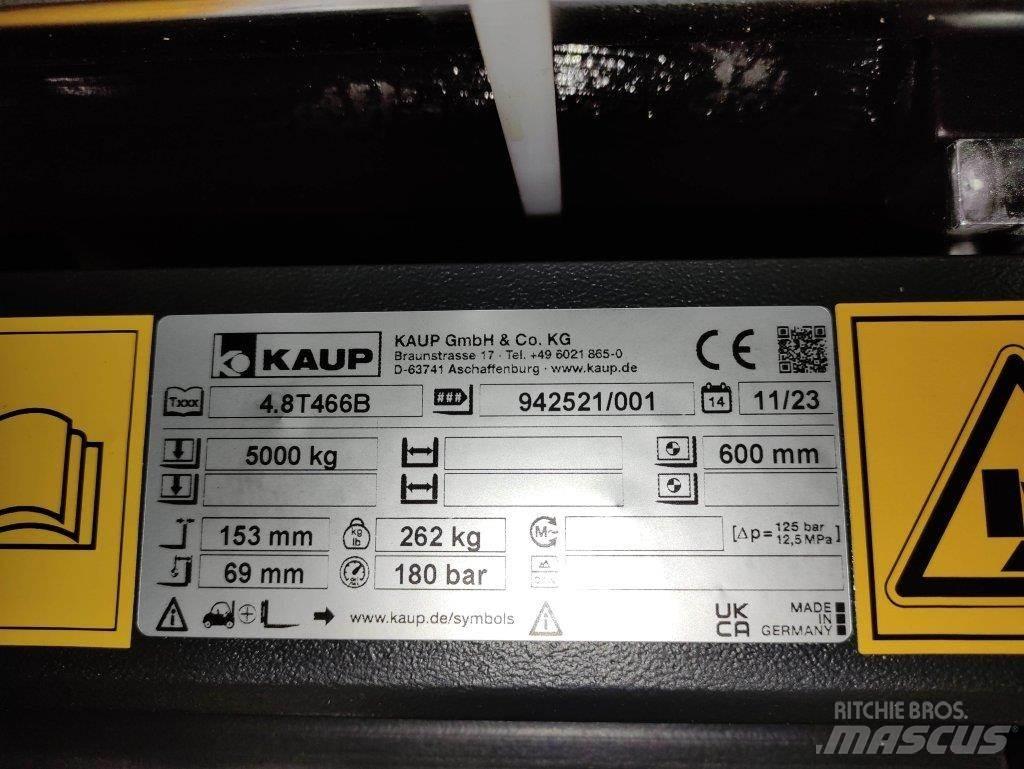 KAUP
KAUP GmbH & Co. KG
Braunstrasse 17 · Tel. +49 6021 865-0
D-63741 Aschaffenburg · www.kaup.de
CE
Txxx 4.8T466B ### 942521/001 14 11/23
5000 kg 600 mm
153 mm kg lb 262 kg M~ [Δp= 125 bar 12,5 MPa]
69 mm 180 bar
www.kaup.de/symbols
UK CA
MADE IN GERMANY
RITCHIE BROS.
MASCUS